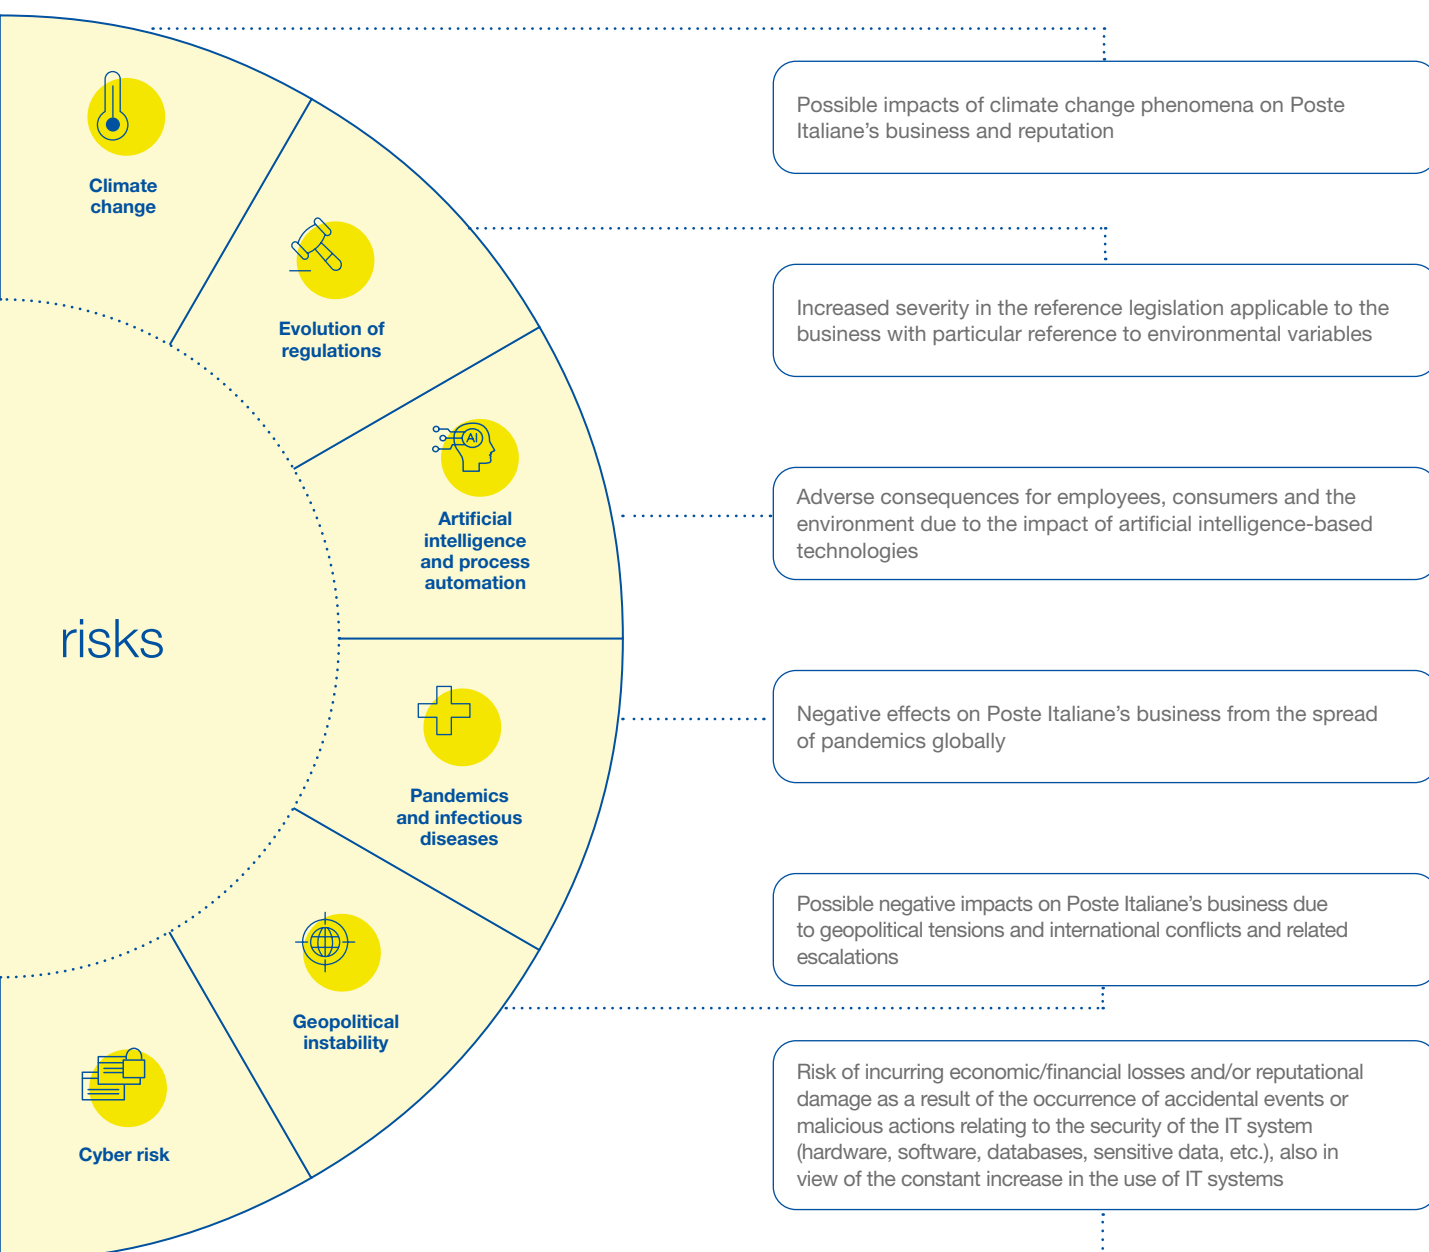 Climate
change
Possible impacts of climate change phenomena on Poste
Italiane’s business and reputation
Evolution of
regulations
Increased severity in the reference legislation applicable to the
business with particular reference to environmental variables
AI
Artificial
intelligence
and process
automation
Adverse consequences for employees, consumers and the
environment due to the impact of artificial intelligence-based
technologies
risks
Pandemics
and infectious
diseases
Negative effects on Poste Italiane’s business from the spread
of pandemics globally
Geopolitical
instability
Possible negative impacts on Poste Italiane’s business due
to geopolitical tensions and international conflicts and related
escalations
Cyber risk
Risk of incurring economic/financial losses and/or reputational
damage as a result of the occurrence of accidental events or
malicious actions relating to the security of the IT system
(hardware, software, databases, sensitive data, etc.), also in
view of the constant increase in the use of IT systems